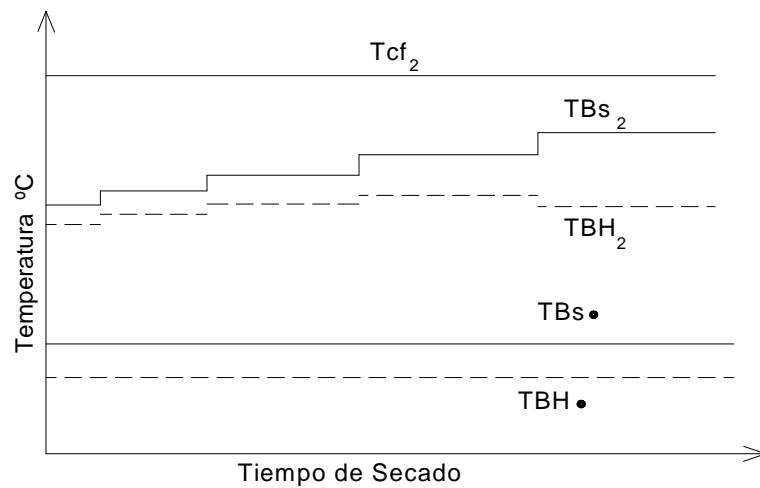 Tcf2
TBs2
TBH2
TBs
TBH
Temperatura ºC
Tiempo de Secado